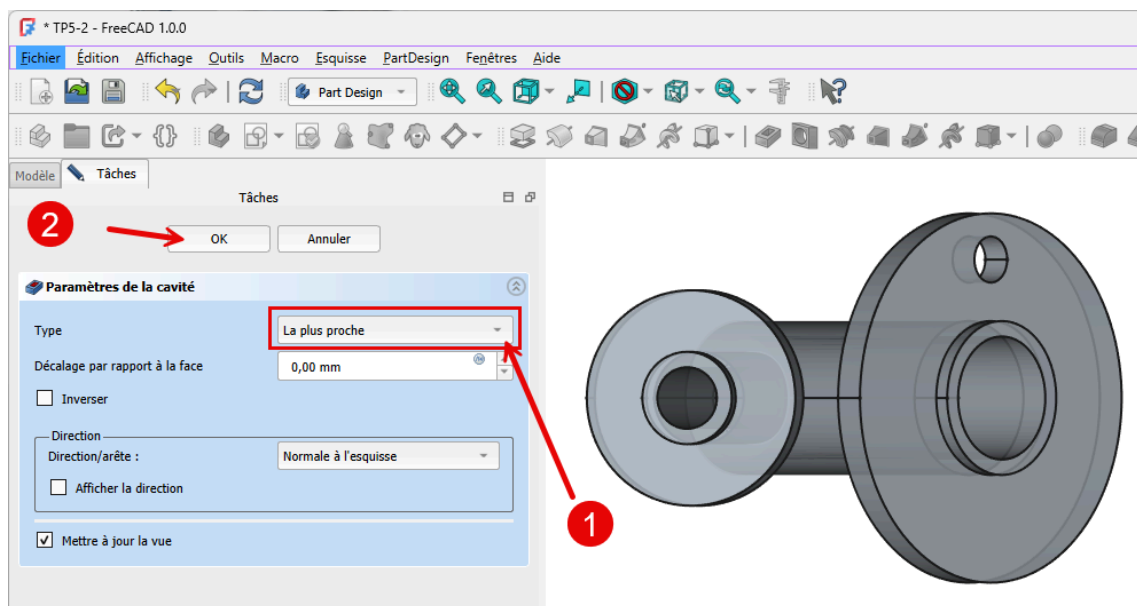 * TP5-2 - FreeCAD 1.0.0
Fichier Édition Affichage Outils Macro Esquisse PartDesign Fenêtres Aide
Part Design
Modèle Tâches
Tâches
2
OK Annuler
Paramètres de la cavité
Type La plus proche
Décalage par rapport à la face 0,00 mm
Inverser
Direction
Direction/arête : Normale à l'esquisse
Afficher la direction
1
Mettre à jour la vue